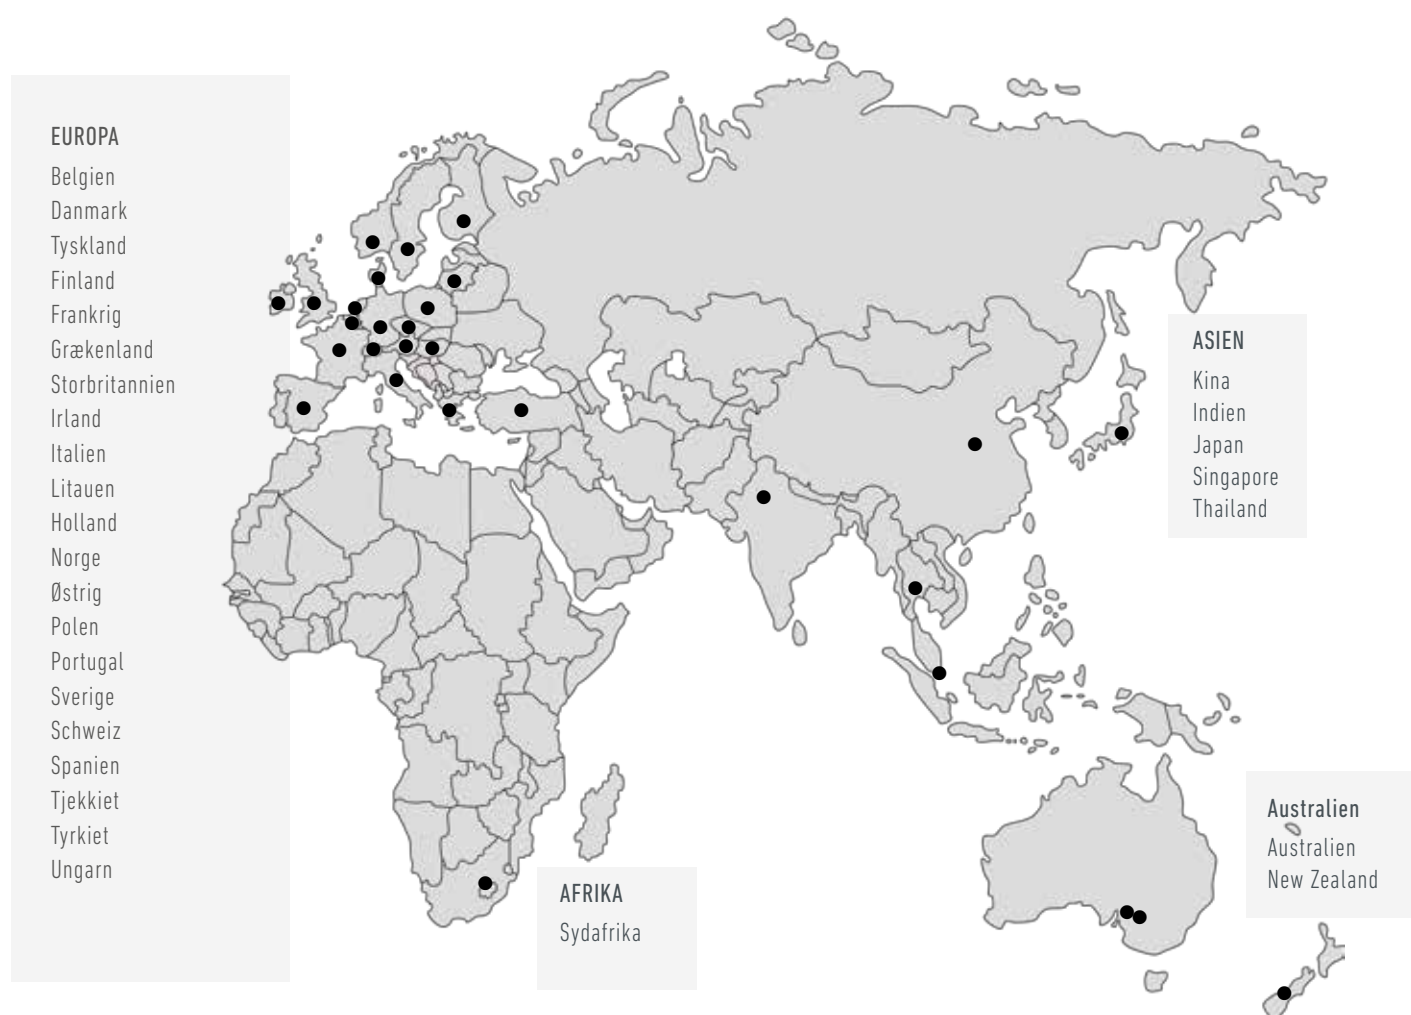 EUROPA
Belgien
Danmark
Tyskland
Finland
Frankrig
Grækenland
Storbritannien
Irland
Italien
Litauen
Holland
Norge
Østrig
Polen
Portugal
Sverige
Schweiz
Spanien
Tjekkiet
Tyrkiet
Ungarn
ASIEN
Kina
Indien
Japan
Singapore
Thailand
AFRIKA
Sydafrika
Australien
Australien
New Zealand